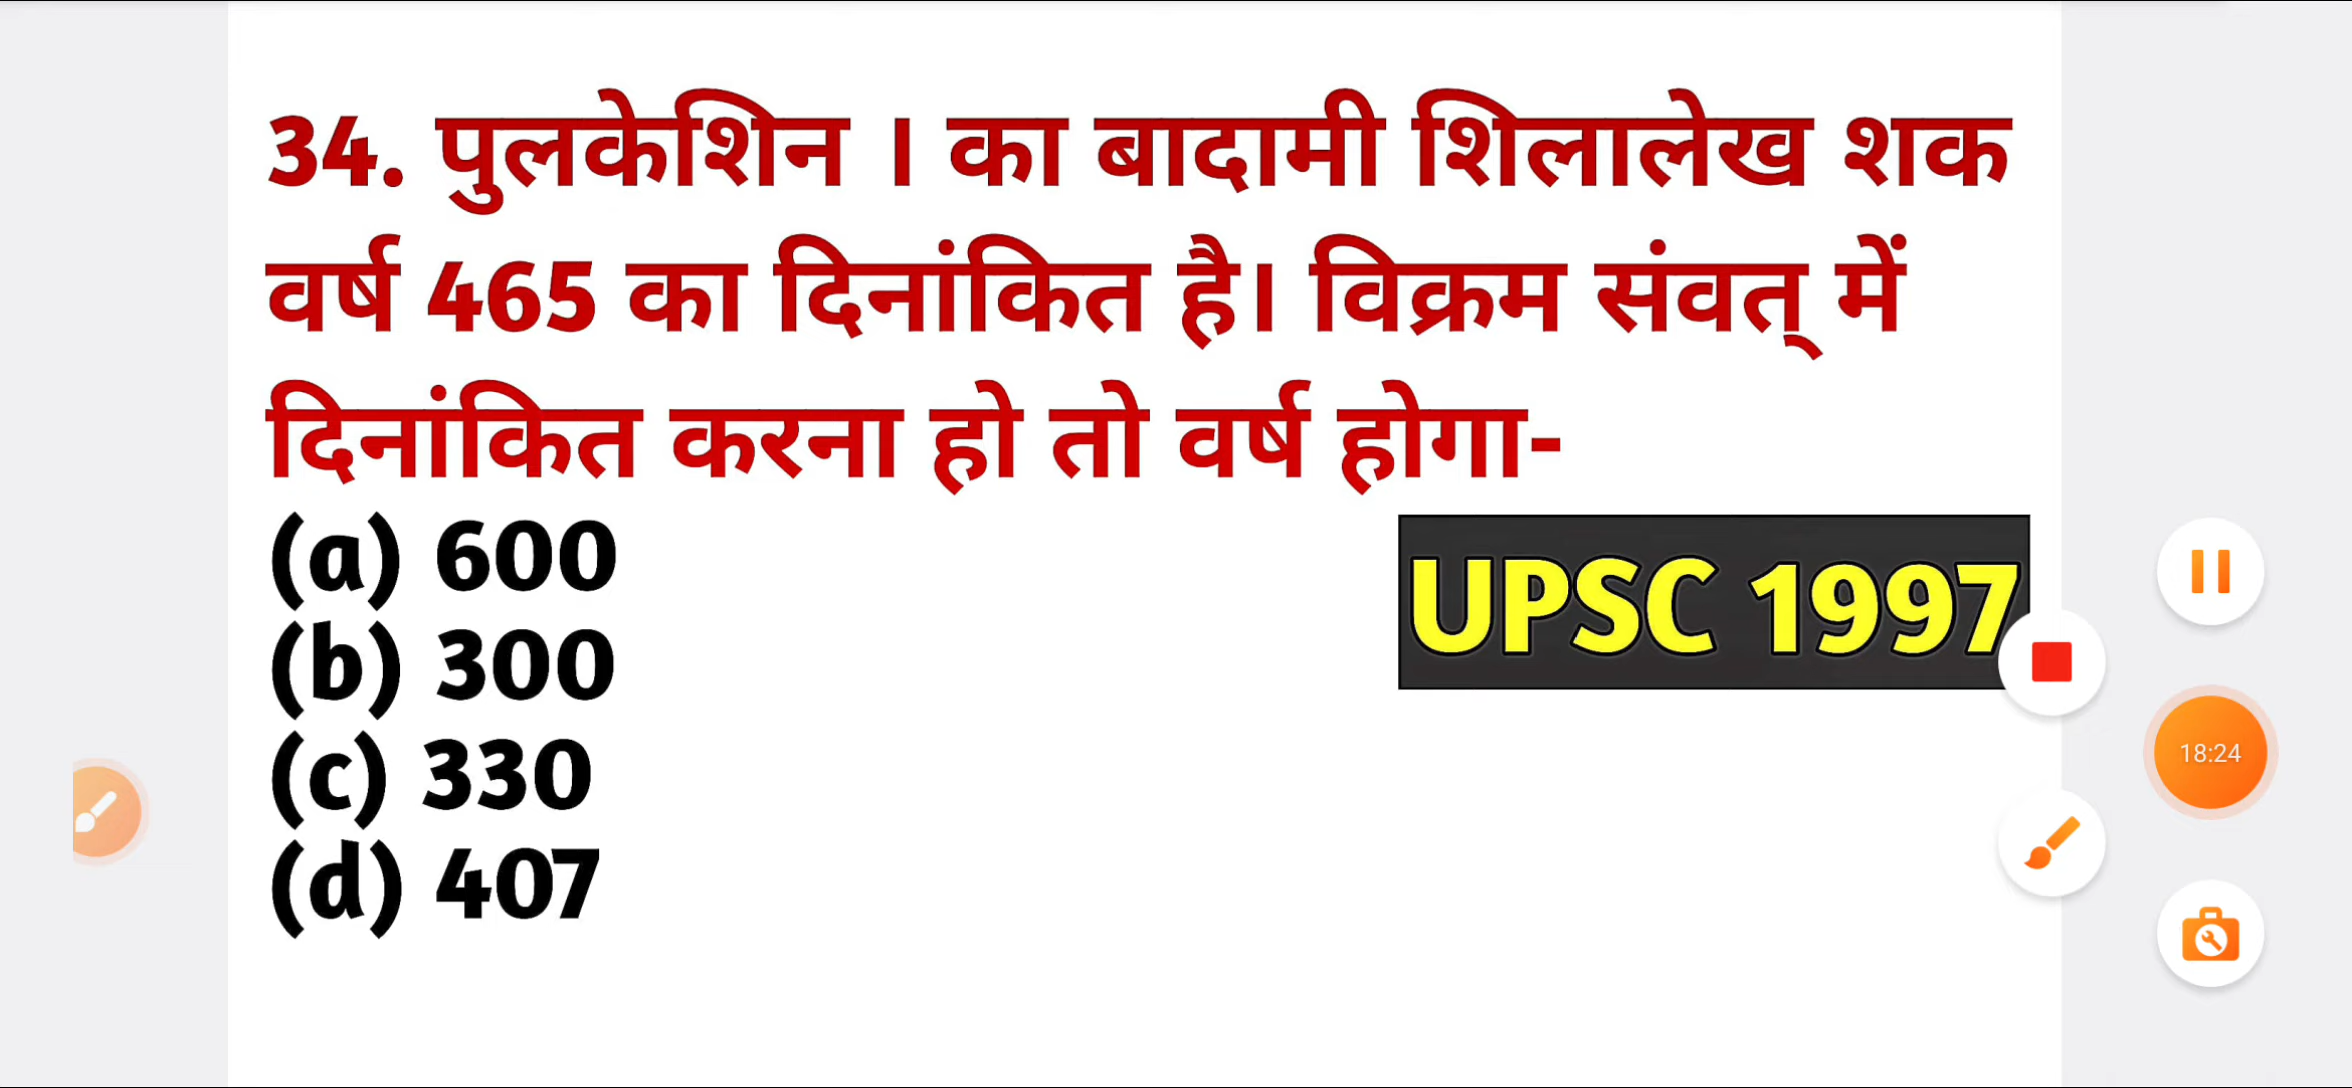 34. पुलकेशिन । का बादामी शिलालेख शक
वर्ष 465 का दिनांकित है। विक्रम संवत् में
दिनांकित करना हो तो वर्ष होगा-
(a) 600
(b) 300
(c) 330
(d) 407
UPSC 1997
18:24